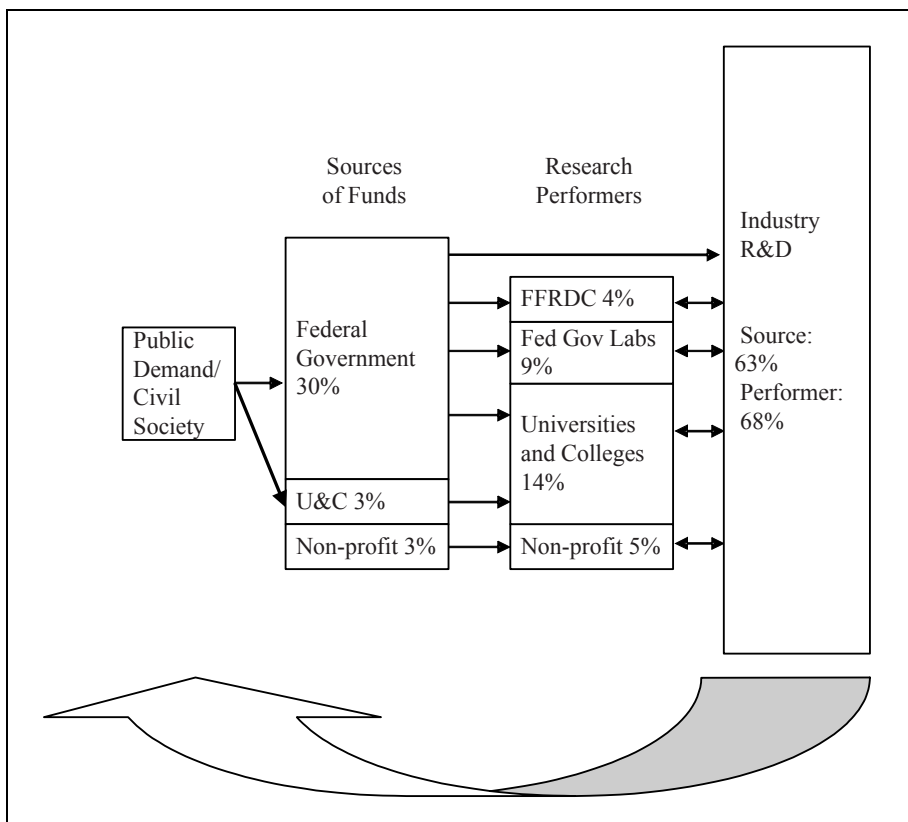 Sources
of Funds
Research
Performers
Public
Demand/
Civil
Society
Federal
Government
30%
U&C 3%
Non-profit 3%
FFRDC 4%
Fed Gov Labs
9%
Universities
and Colleges
14%
Non-profit 5%
Industry
R&D
Source:
63%
Performer:
68%